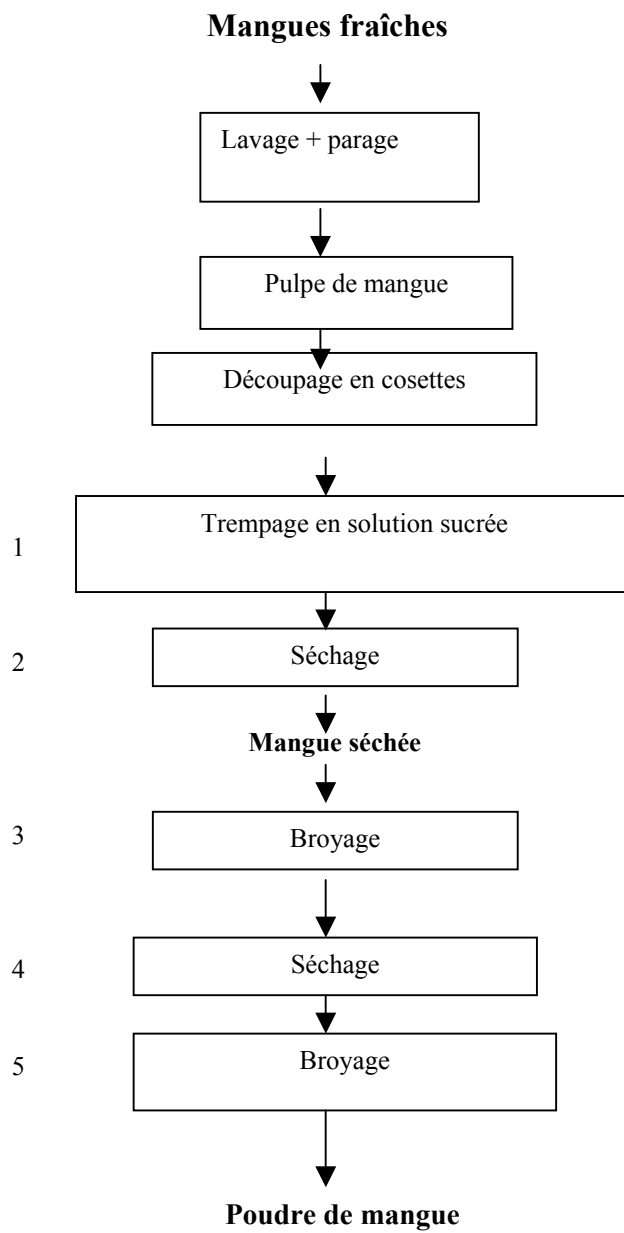 Mangues fraîches
Lavage + parage
Pulpe de mangue
Découpage en cosettes
1 Trempage en solution sucrée
2 Séchage
Mangue séchée
3 Broyage
4 Séchage
5 Broyage
Poudre de mangue